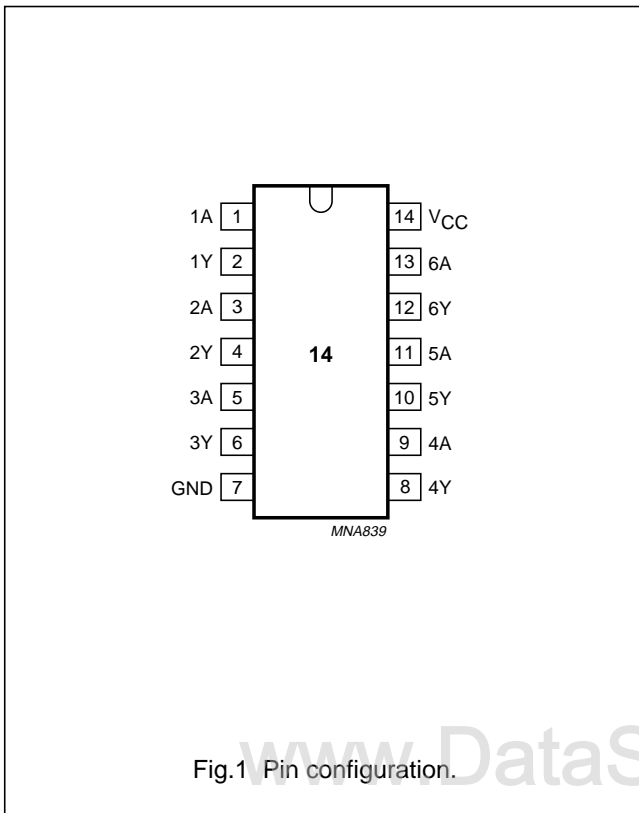 1A 1 14 VCC
1Y 2 13 6A
2A 3 12 6Y
2Y 4 14 11 5A
3A 5 10 5Y
3Y 6 9 4A
GND 7 8 4Y
MNA839
Fig.1 Pin configuration.
www.DataS